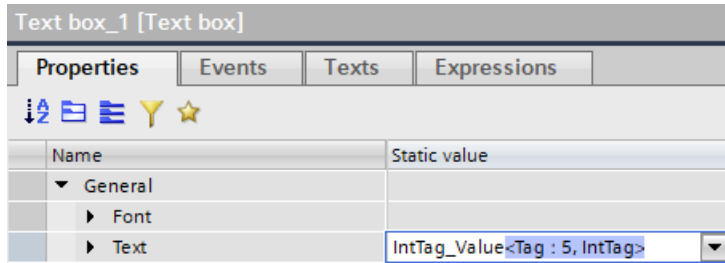 Text box_1 [Text box]
Properties Events Texts Expressions
Name Static value
General
Font
Text IntTag_Value<Tag : 5, IntTag>